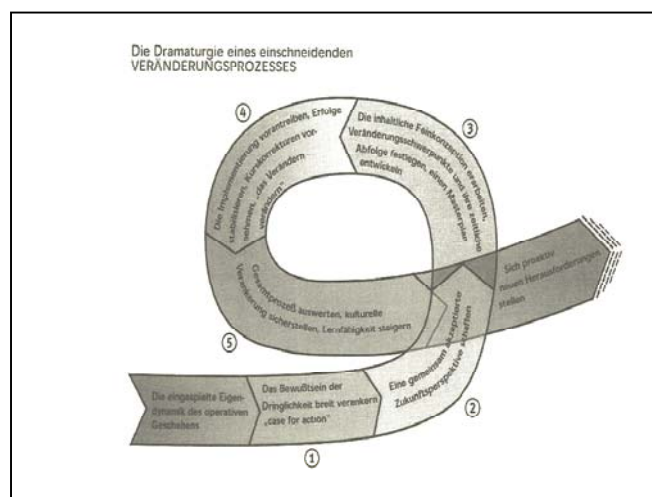 Die Dramaturgie eines einschneidenden
VERÄNDERUNGSPROZESSES
Die eingespielte Eigen-
dynamik des operativen
Geschehens
Das Bewußtsein der
Dringlichkeit breit verankern
„case for action"
①
Eine gemeinsam akzeptierte
Zukunftsperspektive schaffen
②
Die inhaltliche Feinkonzeption erarbeiten,
Veränderungsschwerpunkte und ihre zeitliche
Abfolge festlegen, einen Masterplan
entwickeln
③
Die Implementierung vorantreiben, Erfolge
stabilisieren, Kurskorrekturen vor-
nehmen, „das Verändern
verändern"
④
Gesamtprozeß auswerten, kulturelle
Verankerung sicherstellen, Lernfähigkeit steigern
⑤
Sich proaktiv
neuen Herausforderungen
stellen